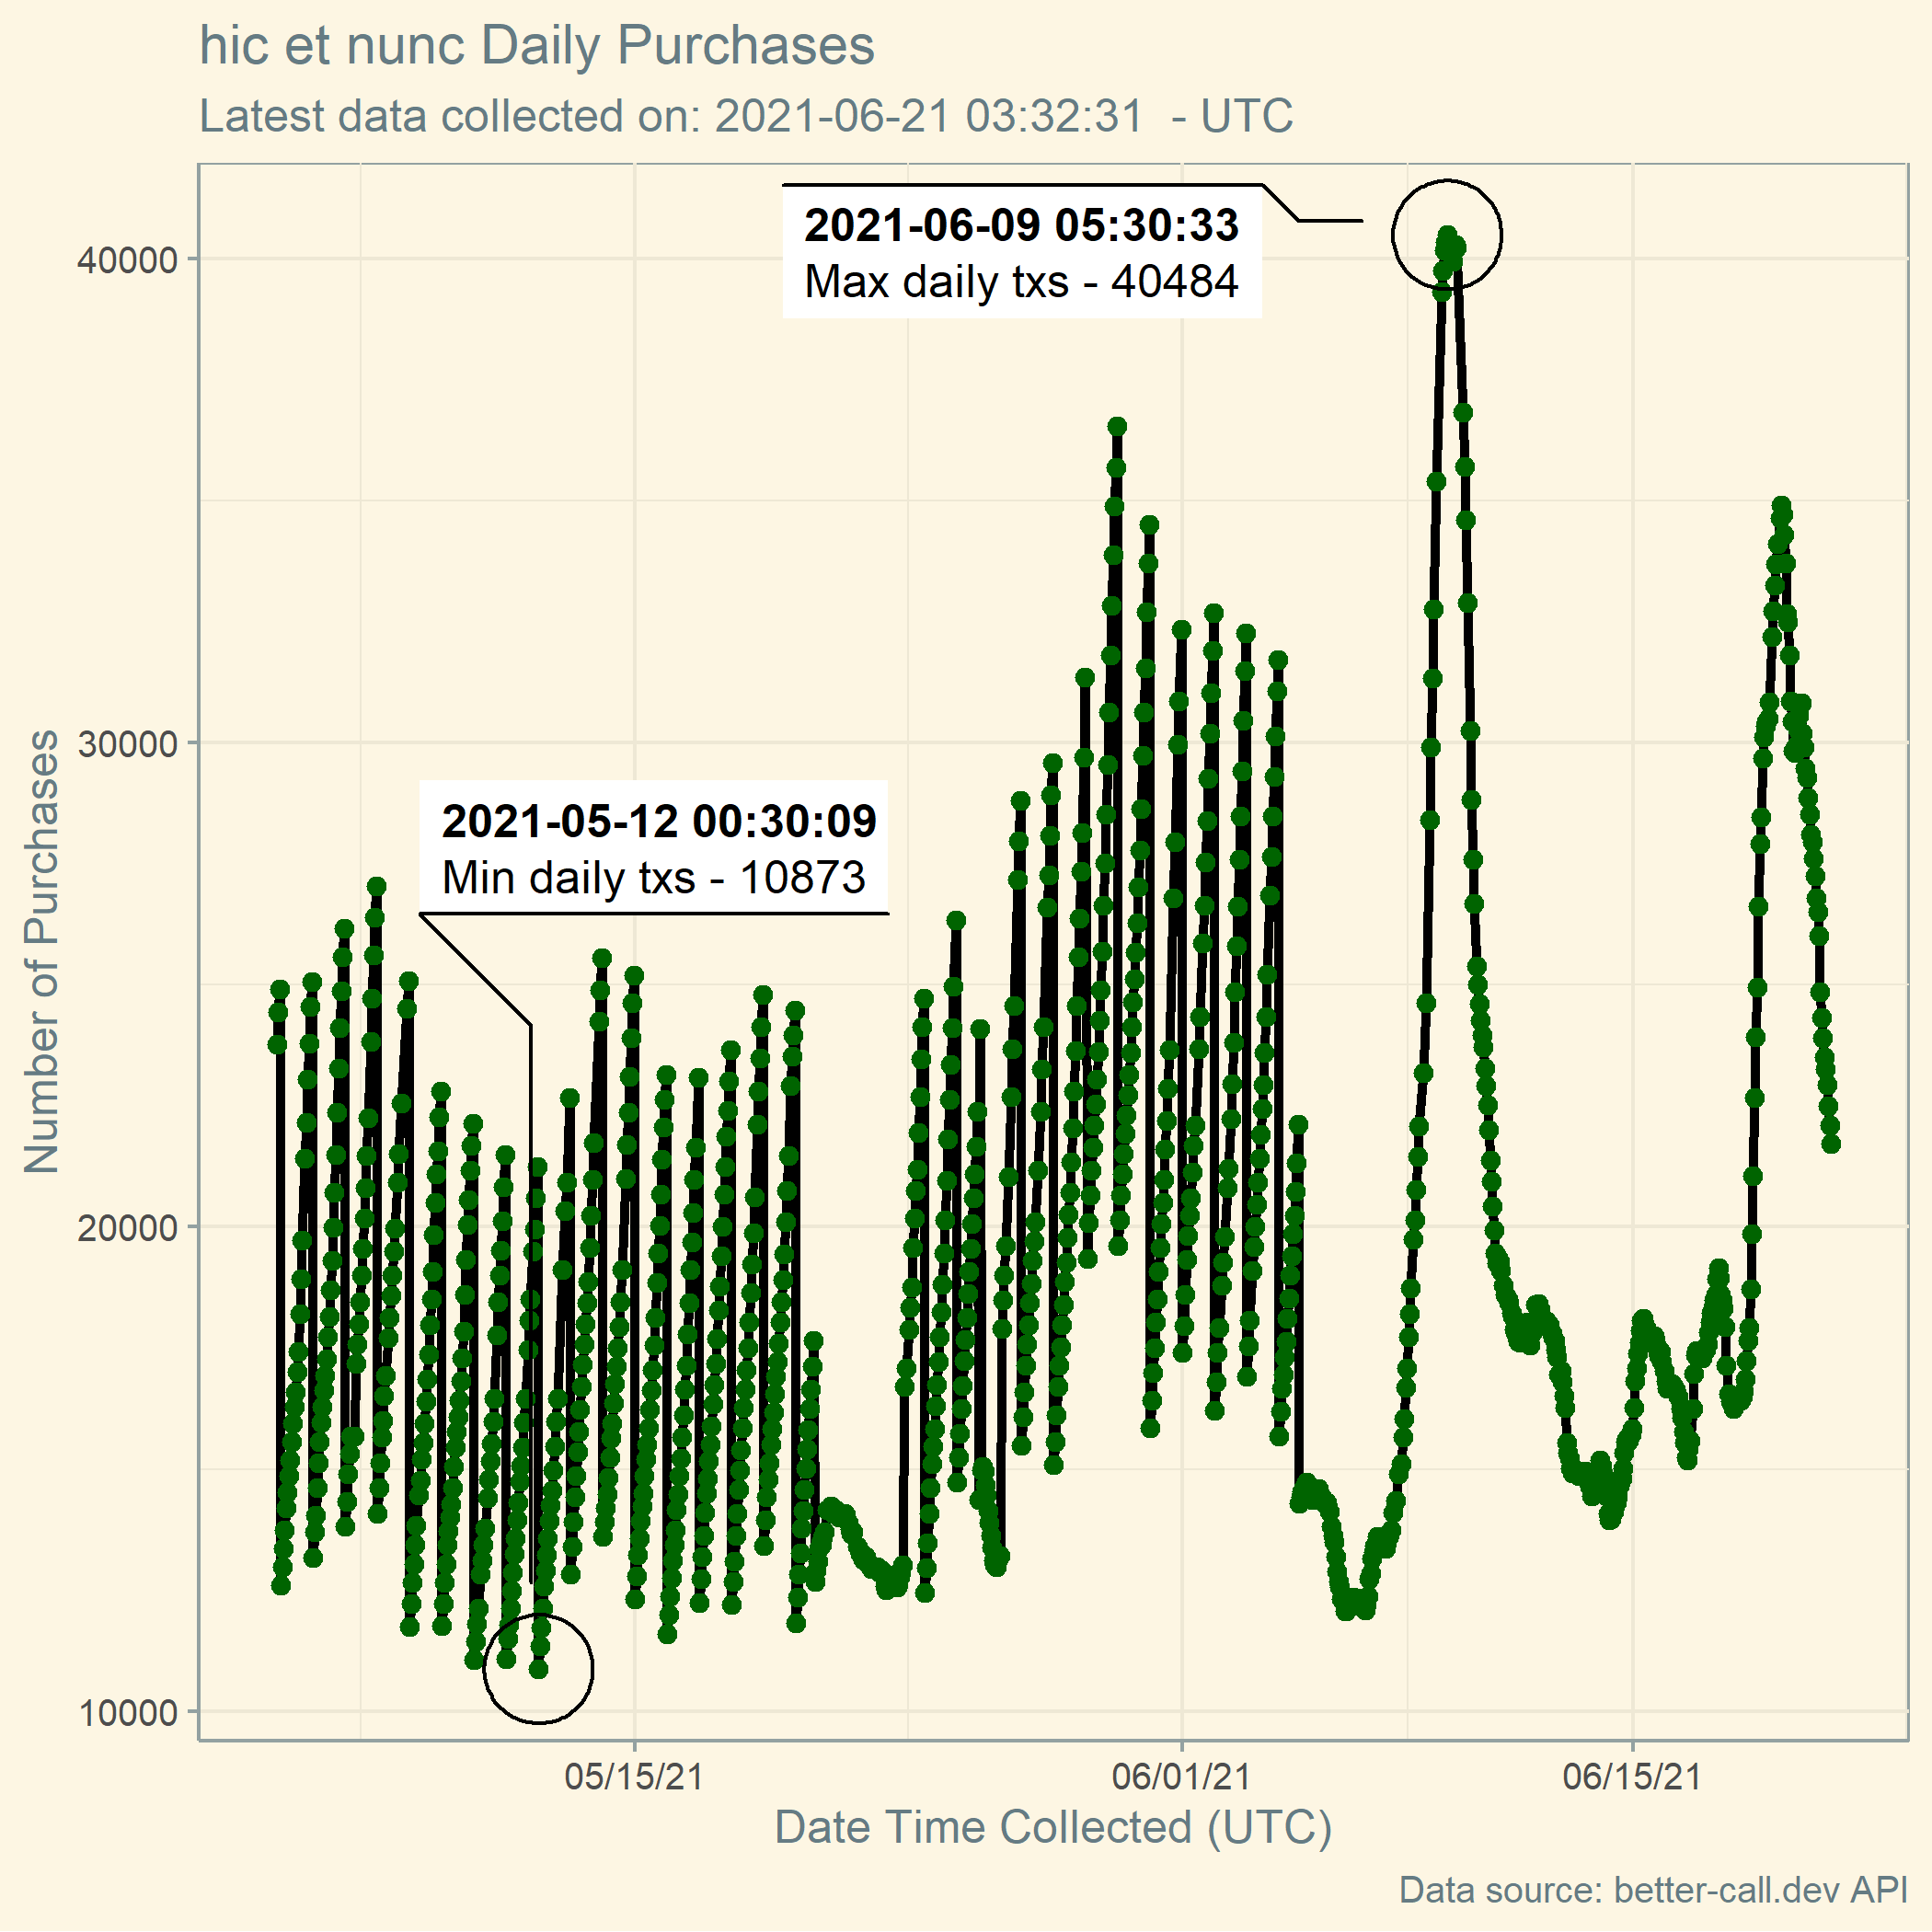 hic et nunc Daily Purchases
Latest data collected on: 2021-06-21 03:32:31  - UTC
2021-06-09 05:30:33
Max daily txs - 40484
2021-05-12 00:30:09
Min daily txs - 10873
Number of Purchases
40000
30000
20000
10000
05/15/21
06/01/21
06/15/21
Date Time Collected (UTC)
Data source: better-call.dev API